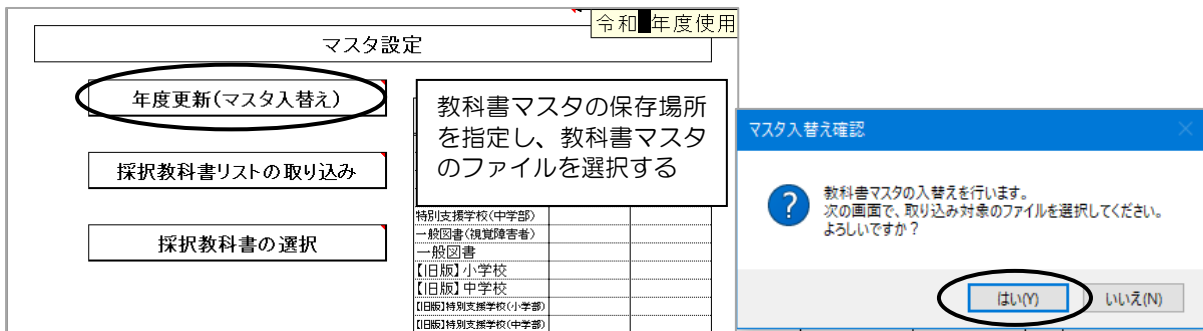 令和 年度使用
マスタ設定
年度更新(マスタ入替え)
採択教科書リストの取り込み
採択教科書の選択
教科書マスタの保存場所
を指定し、教科書マスタ
のファイルを選択する
特別支援学校(中学部)
一般図書(視覚障害者)
一般図書
【旧版】小学校
【旧版】中学校
【旧版】特別支援学校(小学部)
【旧版】特別支援学校(中学部)
マスタ入替え確認
教科書マスタの入替えを行います。
次の画面で、取り込み対象のファイルを選択してください。
よろしいですか？
はい(Y)
いいえ(N)